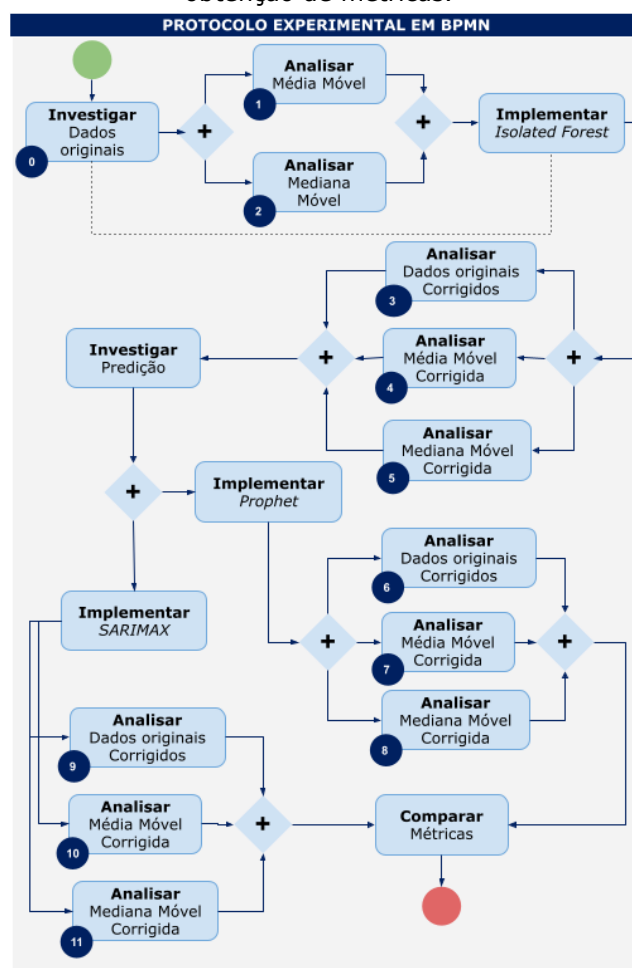 obtenção de métricas.
PROTOCOLO EXPERIMENTAL EM BPMN
Investigar
Dados
originais
0
Analisar
Média Móvel
1
Analisar
Mediana
Móvel
2
Implementar
Isolated Forest
Analisar
Dados originais
Corrigidos
3
Analisar
Média Móvel
Corrigida
4
Analisar
Mediana Móvel
Corrigida
5
Investigar
Predição
Implementar
Prophet
Implementar
SARIMAX
Analisar
Dados originais
Corrigidos
6
Analisar
Média Móvel
Corrigida
7
Analisar
Mediana Móvel
Corrigida
8
Analisar
Dados originais
Corrigidos
9
Analisar
Média Móvel
Corrigida
10
Analisar
Mediana Móvel
Corrigida
11
Comparar
Métricas